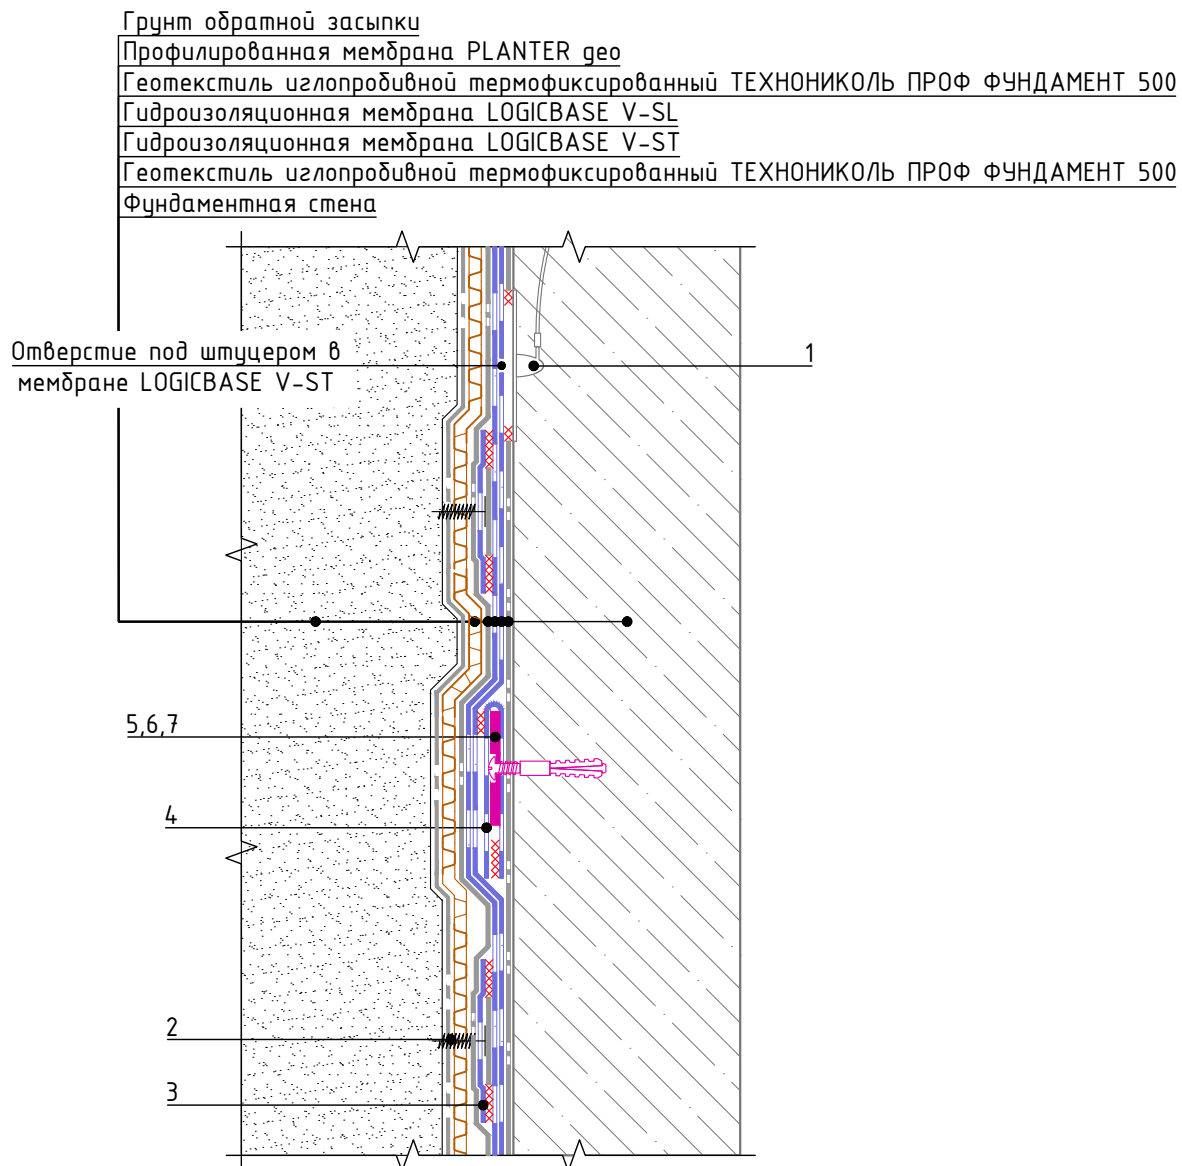 Грунт обратной засыпки
Профилированная мембрана PLANTER geo
Геотекстиль иглопробивной термофиксированный ТЕХНОНИКОЛЬ ПРОФ ФУНДАМЕНТ 500
Гидроизоляционная мембрана LOGICBASE V-SL
Гидроизоляционная мембрана LOGICBASE V-ST
Геотекстиль иглопробивной термофиксированный ТЕХНОНИКОЛЬ ПРОФ ФУНДАМЕНТ 500
Фундаментная стена
Отверстие под штуцером в
мембране LOGICBASE V-ST
1
5,6,7
4
2
3